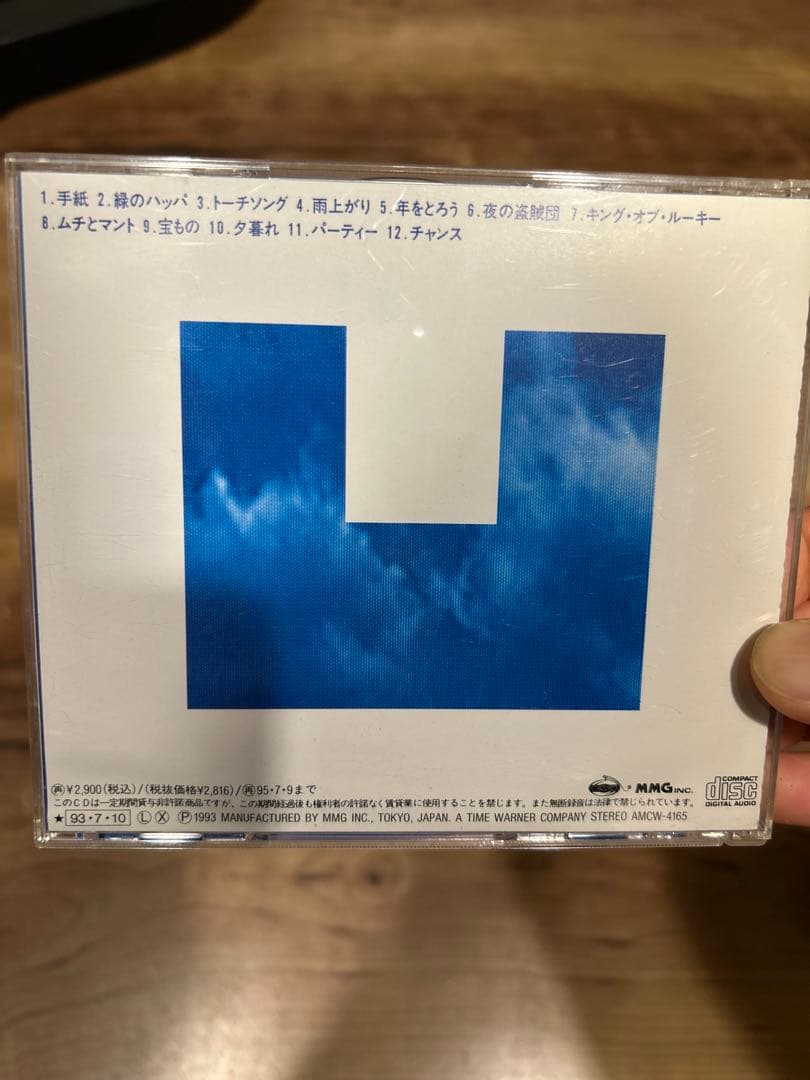 1.手紙 2.緑のハッパ 3.トーチソング 4.雨上がり 5.年をとろう 6.夜の盗賊団 7.キング・オブ・ルーキー
8.ムチとマント 9.宝もの 10.夕暮れ 11.パーティー 12.チャンス
㊢¥2,900(税込)/(税抜価格¥2,816)/㊢95・7・9まで
MMG INC.
COMPACT
disc
DIGITAL AUDIO
このCDは一定期間貸与非許諾商品ですが、この期間経過後も権利者の許諾なく賃貸業に使用することを禁じます。また無断録音は法律で禁じられています。
★93・7・10 Ⓛ Ⓧ Ⓟ1993 MANUFACTURED BY MMG INC., TOKYO, JAPAN. A TIME WARNER COMPANY STEREO AMCW-4165